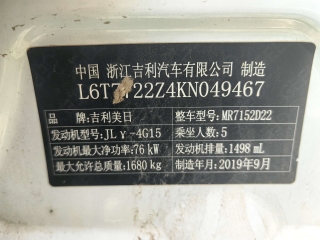 中国 浙江吉利汽车有限公司 制造
品牌:吉利美日 整车型号:MR7152D22
发动机型号:JLγ-4G15 乘坐人数:5
发动机最大净功率:76 kW 发动机排量:1498 mL
最大允许总质量:1680kg 制造年月:2019年9月